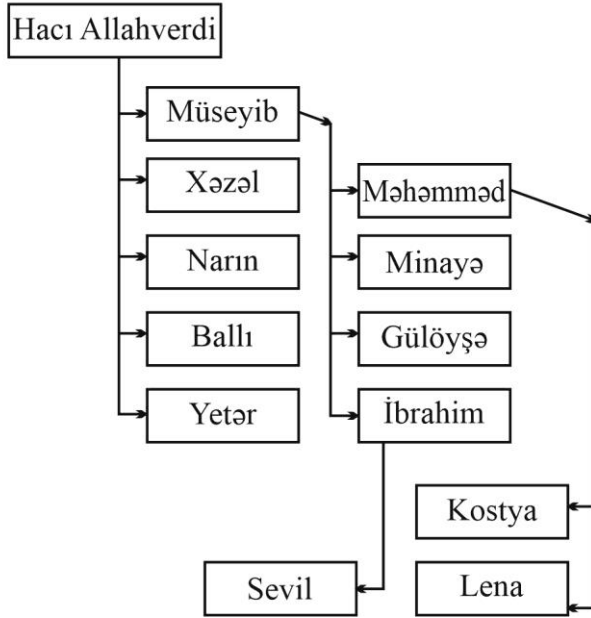 Hacı Allahverdi
Müseyib
Xəzəl
Narın
Ballı
Yetər
Məhəmməd
Minayə
Gülöyşə
İbrahim
Kostya
Lena
Sevil